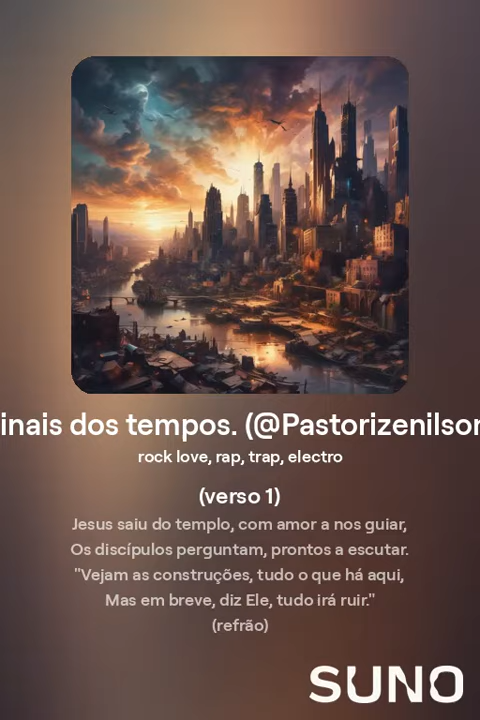 inais dos tempos. (@Pastorizenilson
rock love, rap, trap, electro
(verso 1)
Jesus saiu do templo, com amor a nos guiar,
Os discípulos perguntam, prontos a escutar.
"Vejam as construções, tudo o que há aqui,
Mas em breve, diz Ele, tudo irá ruir."
(refrão)
SUNO